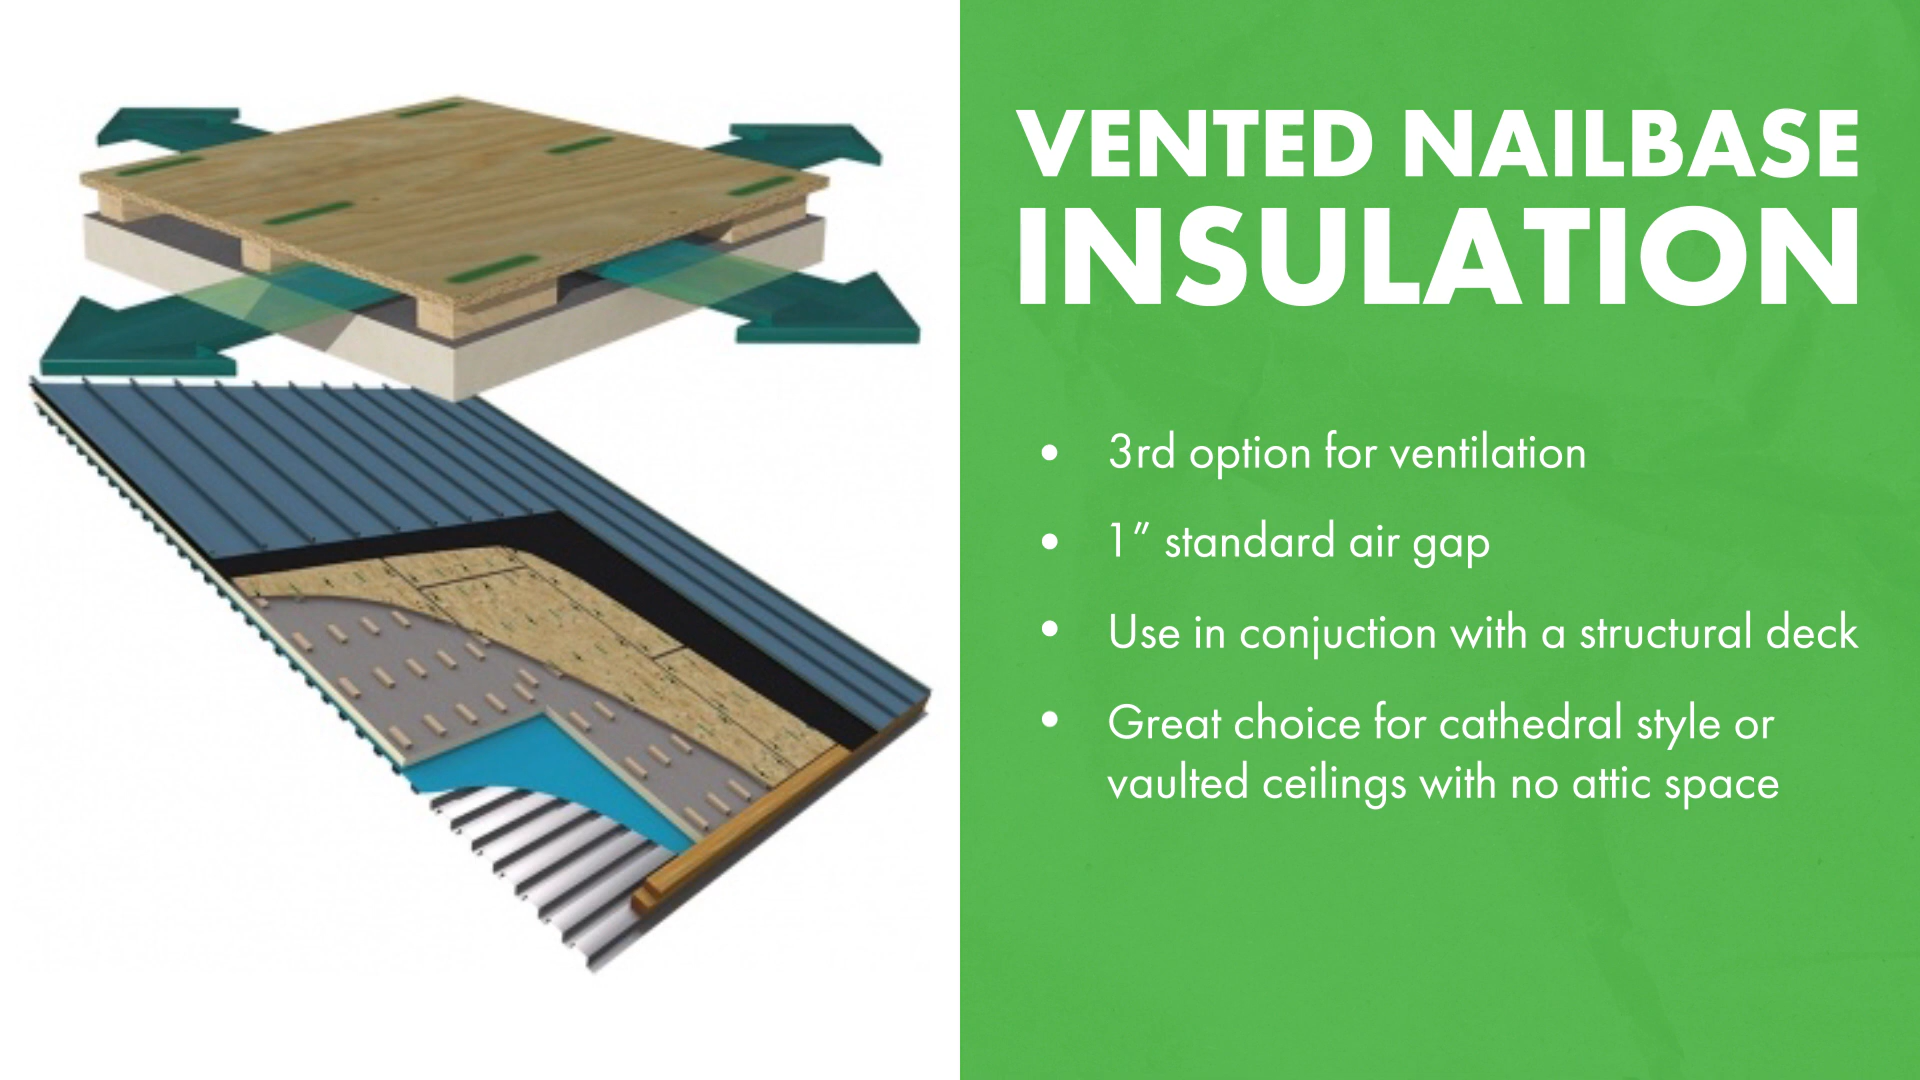 VENTED NAILBASE
INSULATION
• 3rd option for ventilation
• 1” standard air gap
• Use in conjuction with a structural deck
• Great choice for cathedral style or
vaulted ceilings with no attic space